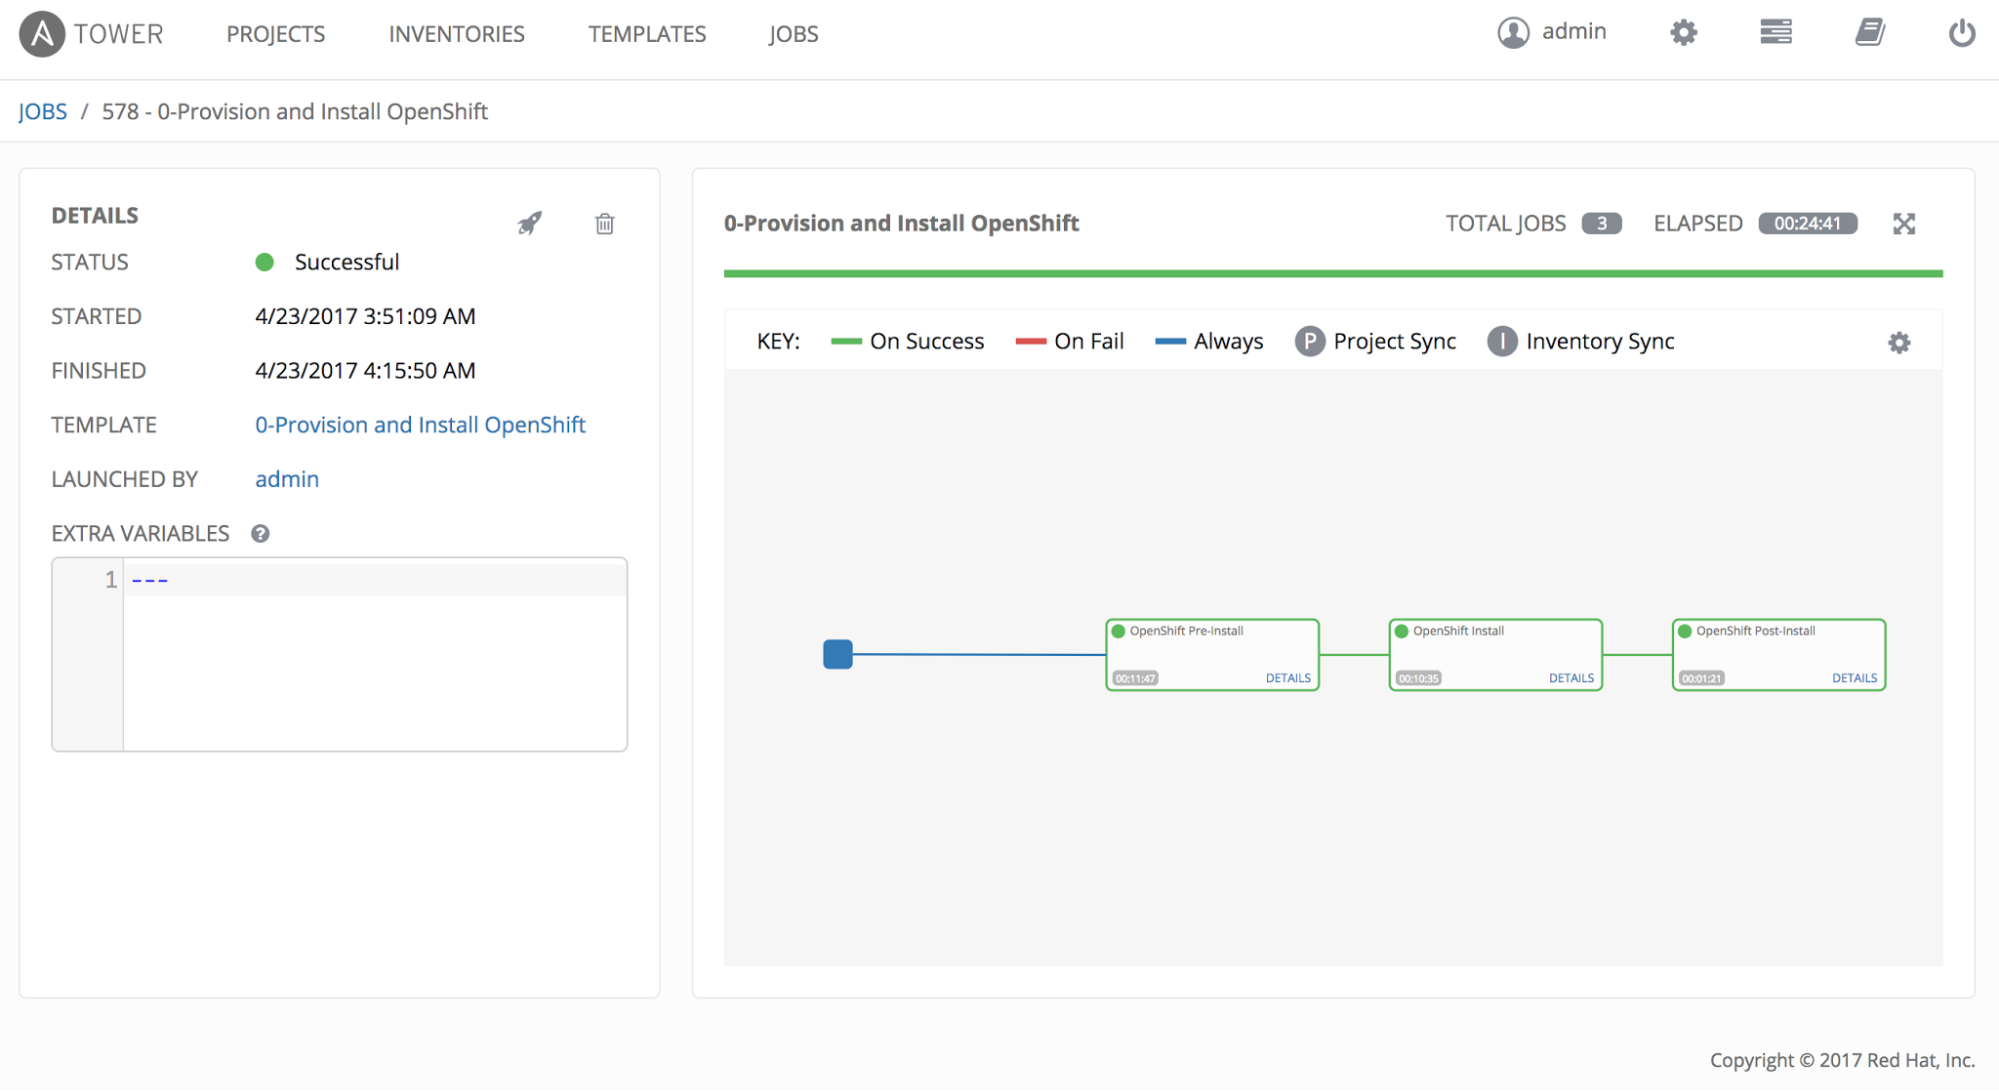 TOWER PROJECTS INVENTORIES TEMPLATES JOBS admin
JOBS / 578 - 0-Provision and Install OpenShift
DETAILS
STATUS Successful
STARTED 4/23/2017 3:51:09 AM
FINISHED 4/23/2017 4:15:50 AM
TEMPLATE 0-Provision and Install OpenShift
LAUNCHED BY admin
EXTRA VARIABLES ?
1 ---
0-Provision and Install OpenShift TOTAL JOBS 3 ELAPSED 00:24:41
KEY: On Success On Fail Always P Project Sync I Inventory Sync
OpenShift Pre-Install
00:11:47 DETAILS
OpenShift Install
00:10:35 DETAILS
OpenShift Post-Install
00:01:21 DETAILS
Copyright © 2017 Red Hat, Inc.